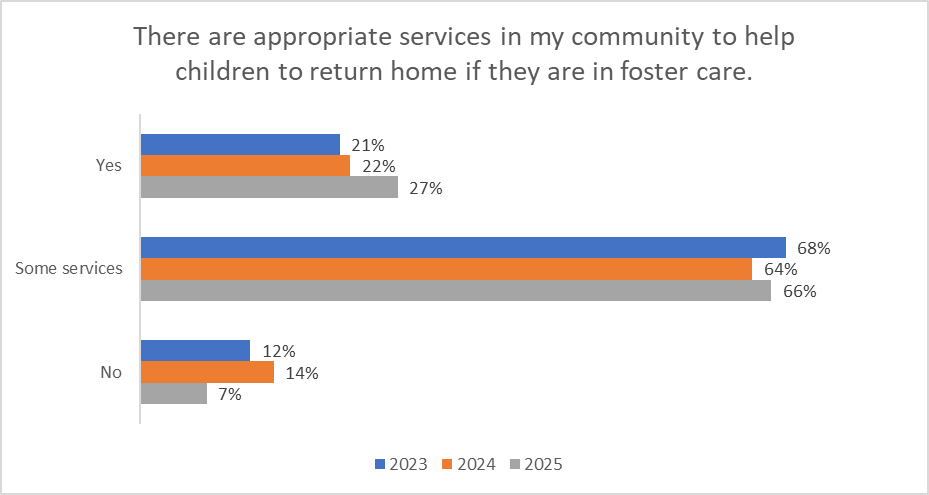 There are appropriate services in my community to help
children to return home if they are in foster care.
Yes
21%
22%
27%
Some services
68%
64%
66%
No
12%
14%
7%
2023 2024 2025